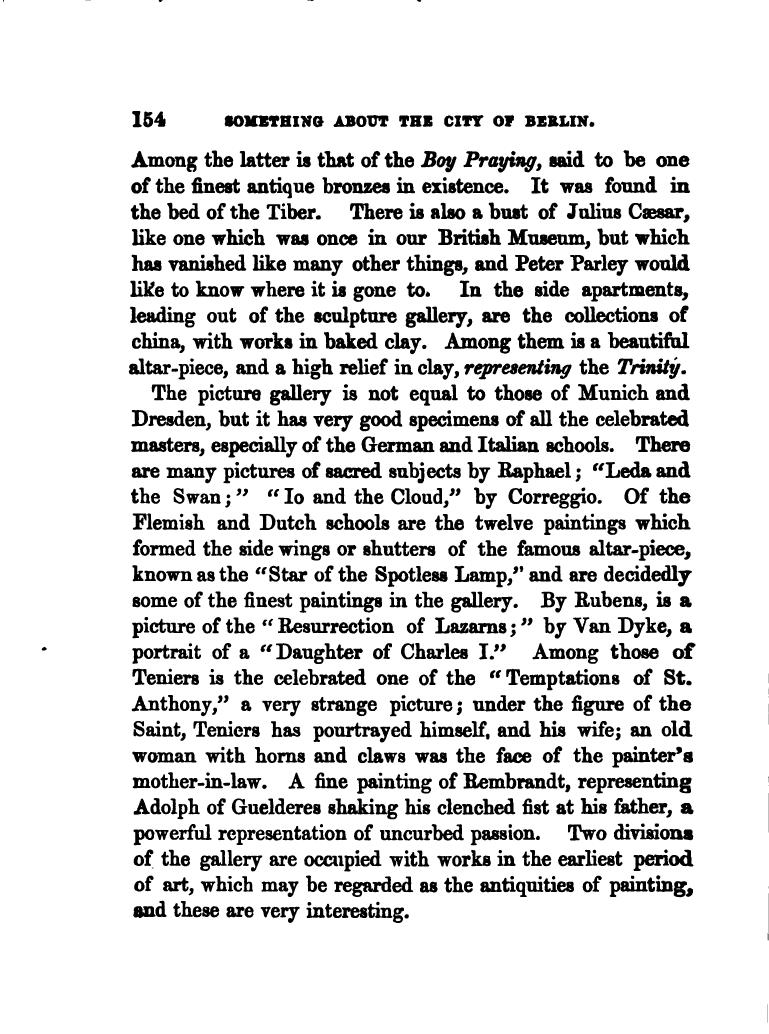 154 SOMETHING ABOUT THE CITY OF BERLIN.
Among the latter is that of the Boy Praying, said to be one
of the finest antique bronzes in existence. It was found in
the bed of the Tiber. There is also a bust of Julius Cæsar,
like one which was once in our British Museum, but which
has vanished like many other things, and Peter Parley would
like to know where it is gone to. In the side apartments,
leading out of the sculpture gallery, are the collections of
china, with works in baked clay. Among them is a beautiful
altar-piece, and a high relief in clay, representing the Trinity.
The picture gallery is not equal to those of Munich and
Dresden, but it has very good specimens of all the celebrated
masters, especially of the German and Italian schools. There
are many pictures of sacred subjects by Raphael; “Leda and
the Swan;” “Io and the Cloud,” by Correggio. Of the
Flemish and Dutch schools are the twelve paintings which
formed the side wings or shutters of the famous altar-piece,
known as the “Star of the Spotless Lamp,” and are decidedly
some of the finest paintings in the gallery. By Rubens, is a
picture of the “Resurrection of Lazarns;” by Van Dyke, a
portrait of a “Daughter of Charles I.” Among those of
Teniers is the celebrated one of the “Temptations of St.
Anthony,” a very strange picture; under the figure of the
Saint, Teniers has pourtrayed himself, and his wife; an old
woman with horns and claws was the face of the painter’s
mother-in-law. A fine painting of Rembrandt, representing
Adolph of Guelderes shaking his clenched fist at his father, a
powerful representation of uncurbed passion. Two divisions
of the gallery are occupied with works in the earliest period
of art, which may be regarded as the antiquities of painting,
and these are very interesting.